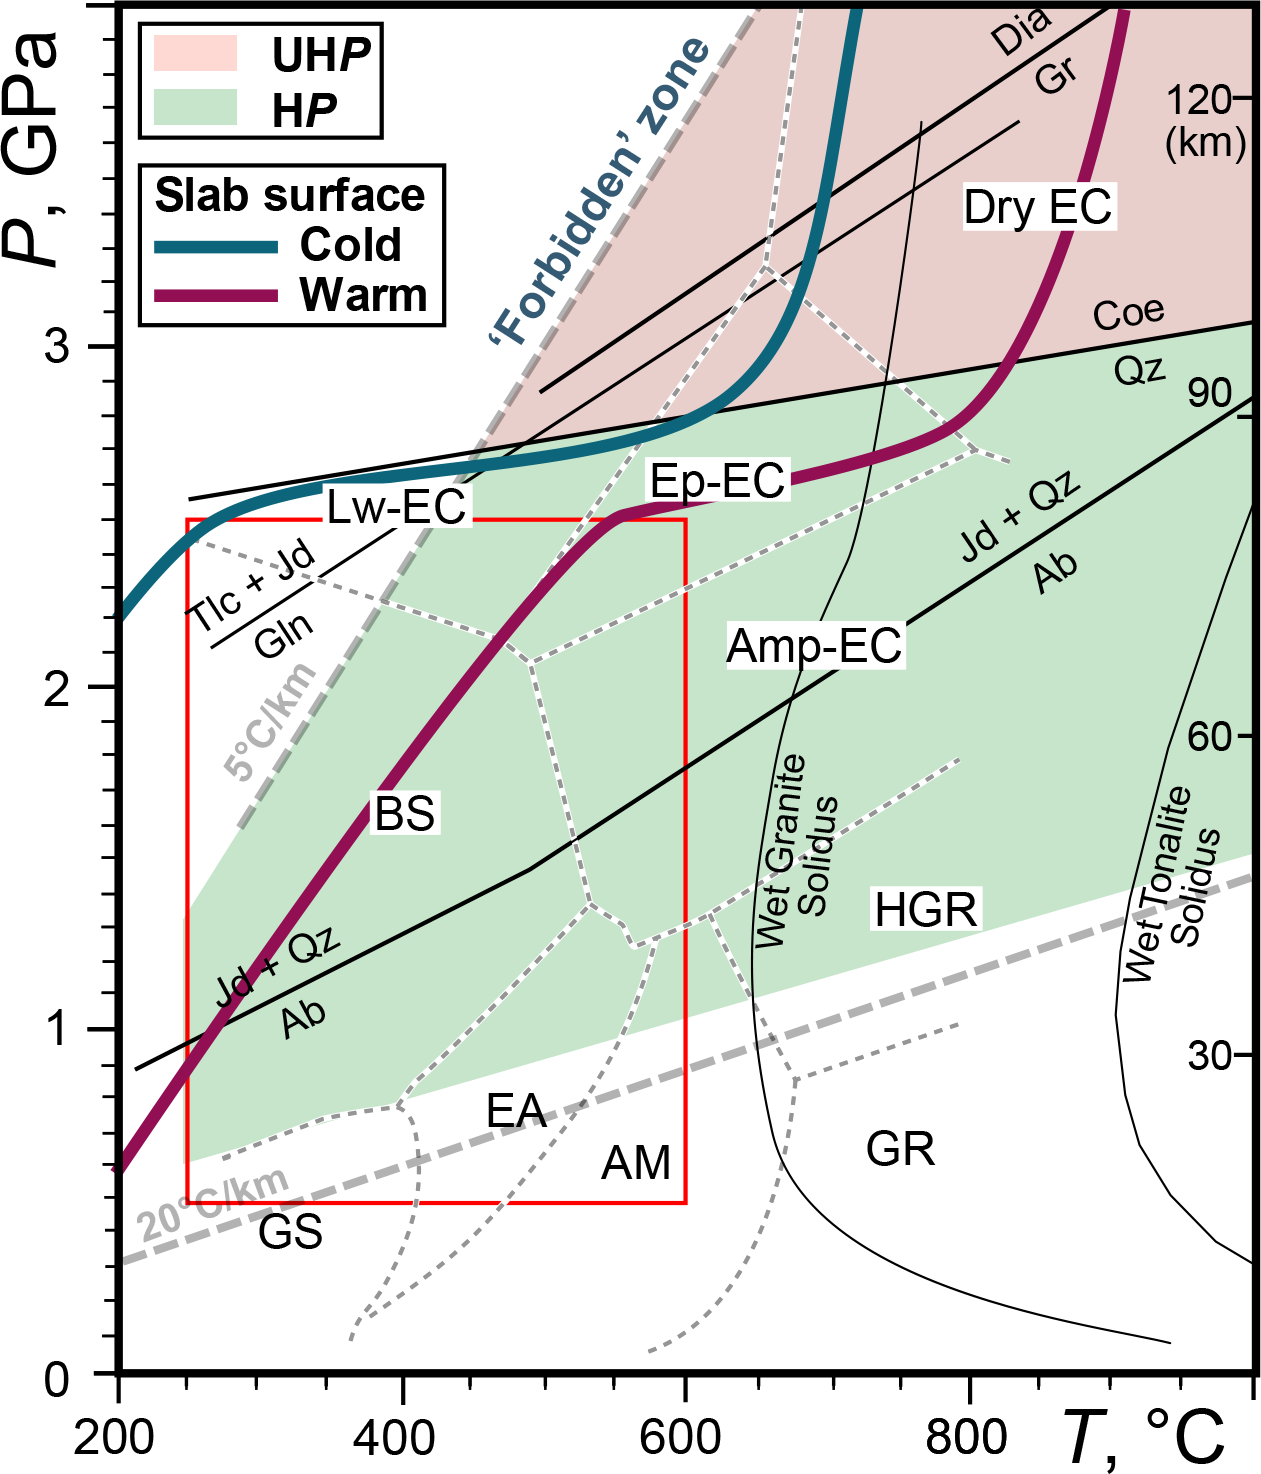 P, GPa
UHP
HP
Slab surface
Cold
Warm
'Forbidden' zone
Dia
Gr
120
(km)
Dry EC
Coe
Qz
3
90
Ep-EC
Lw-EC
Jd + Qz
Ab
Tlc + Jd
Gln
Amp-EC
5°C/km
2
60
Wet Granite
Solidus
Wet Tonalite
Solidus
BS
HGR
Jd + Qz
Ab
1
30
EA
AM
GR
20°C/km
GS
0
200
400
600
800
T, °C